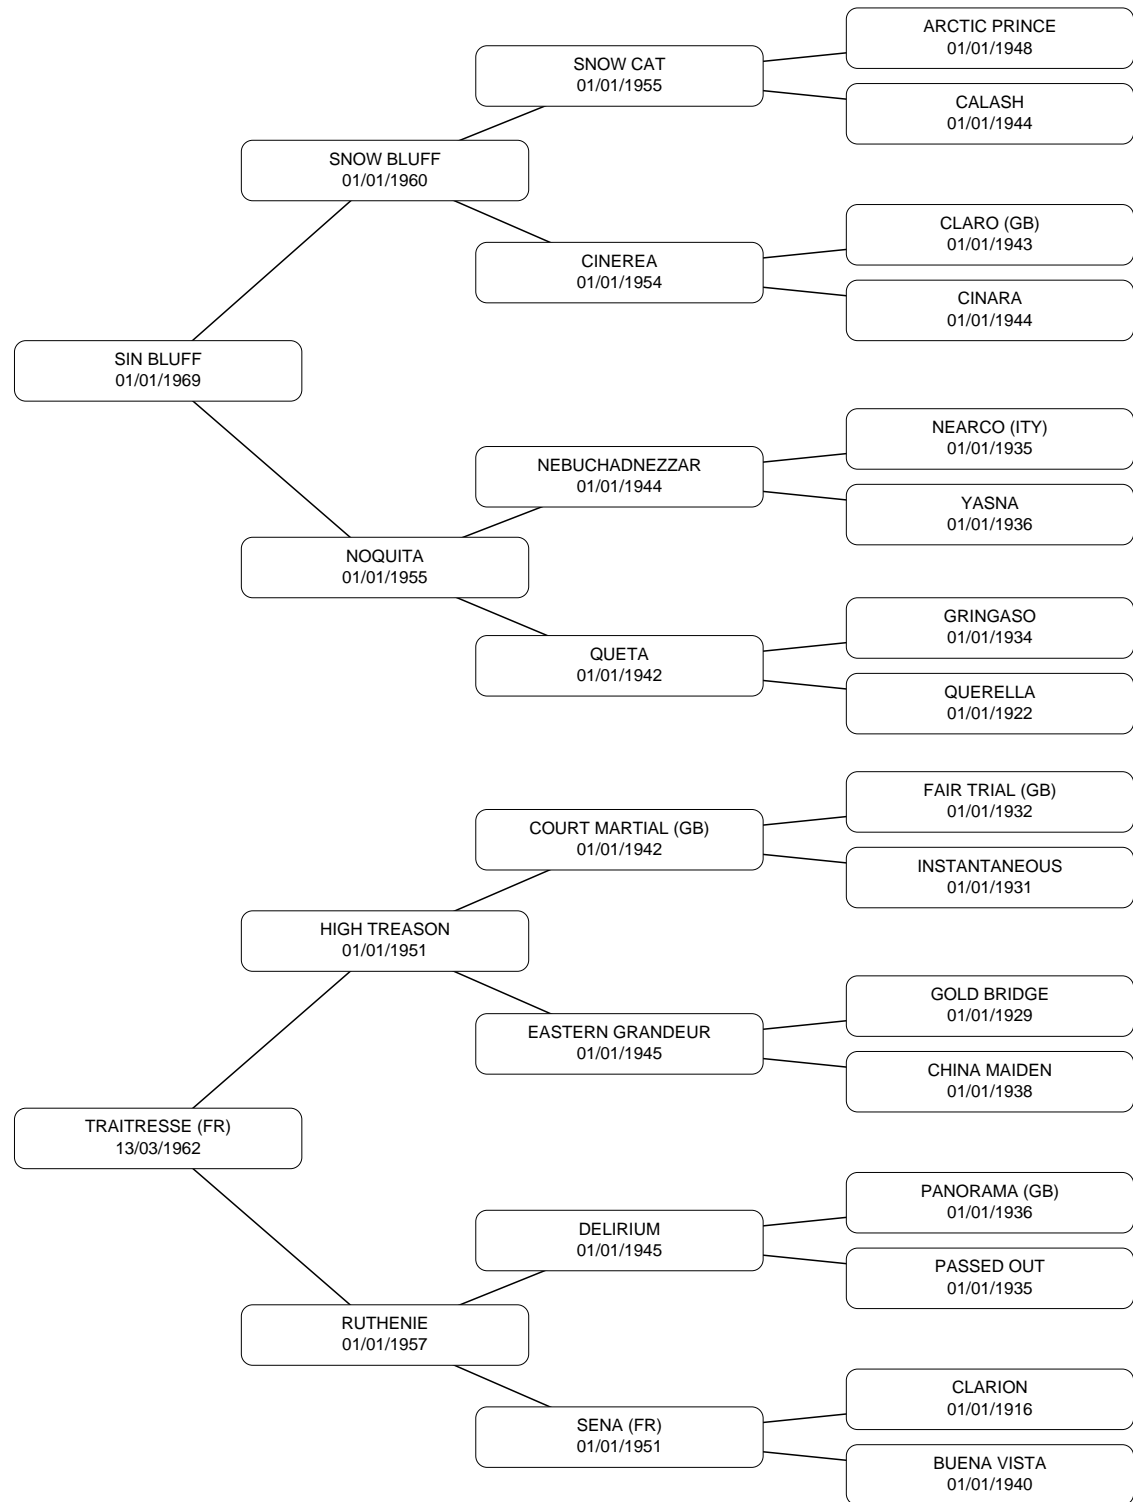 ARCTIC PRINCE
01/01/1948
SNOW CAT
01/01/1955
CALASH
01/01/1944
SNOW BLUFF
01/01/1960
CLARO (GB)
01/01/1943
CINEREA
01/01/1954
CINARA
01/01/1944
SIN BLUFF
01/01/1969
NEARCO (ITY)
01/01/1935
NEBUCHADNEZZAR
01/01/1944
YASNA
01/01/1936
NOQUITA
01/01/1955
GRINGASO
01/01/1934
QUETA
01/01/1942
QUERELLA
01/01/1922
FAIR TRIAL (GB)
01/01/1932
COURT MARTIAL (GB)
01/01/1942
INSTANTANEOUS
01/01/1931
HIGH TREASON
01/01/1951
GOLD BRIDGE
01/01/1929
EASTERN GRANDEUR
01/01/1945
CHINA MAIDEN
01/01/1938
TRAITRESSE (FR)
13/03/1962
PANORAMA (GB)
01/01/1936
DELIRIUM
01/01/1945
PASSED OUT
01/01/1935
RUTHENIE
01/01/1957
CLARION
01/01/1916
SENA (FR)
01/01/1951
BUENA VISTA
01/01/1940